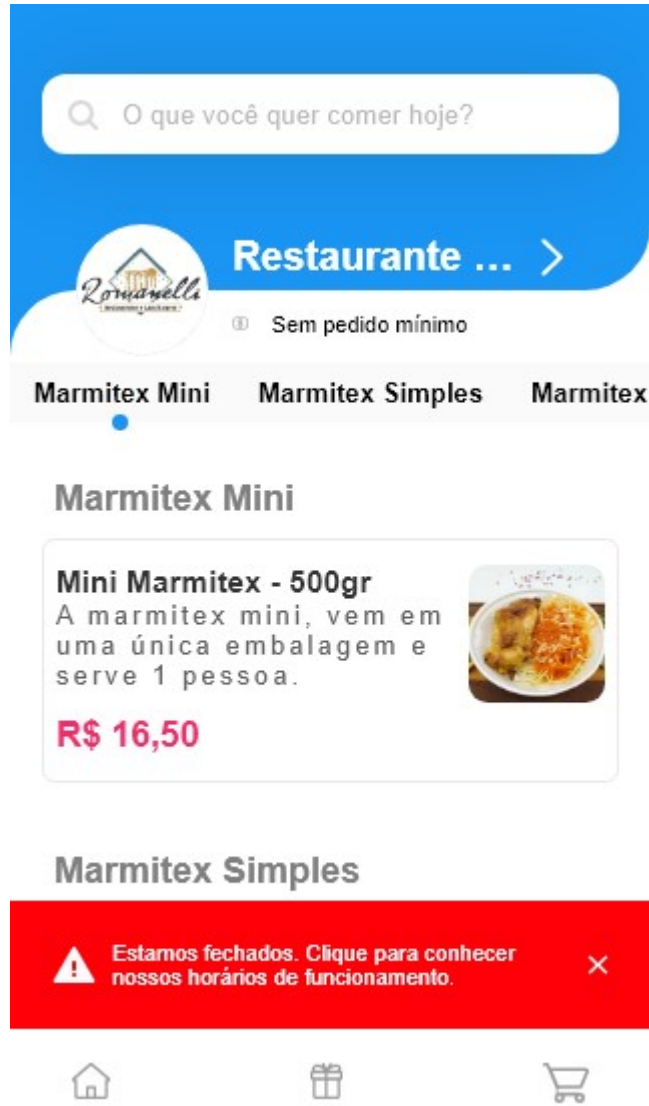 O que você quer comer hoje?
Restaurante ...
Romanelli
Sem pedido mínimo
Marmitex Mini Marmitex Simples Marmitex
Marmitex Mini
Mini Marmitex - 500gr
A marmitex mini, vem em
uma única embalagem e
serve 1 pessoa.
R$ 16,50
Marmitex Simples
Estamos fechados. Clique para conhecer
nossos horários de funcionamento.